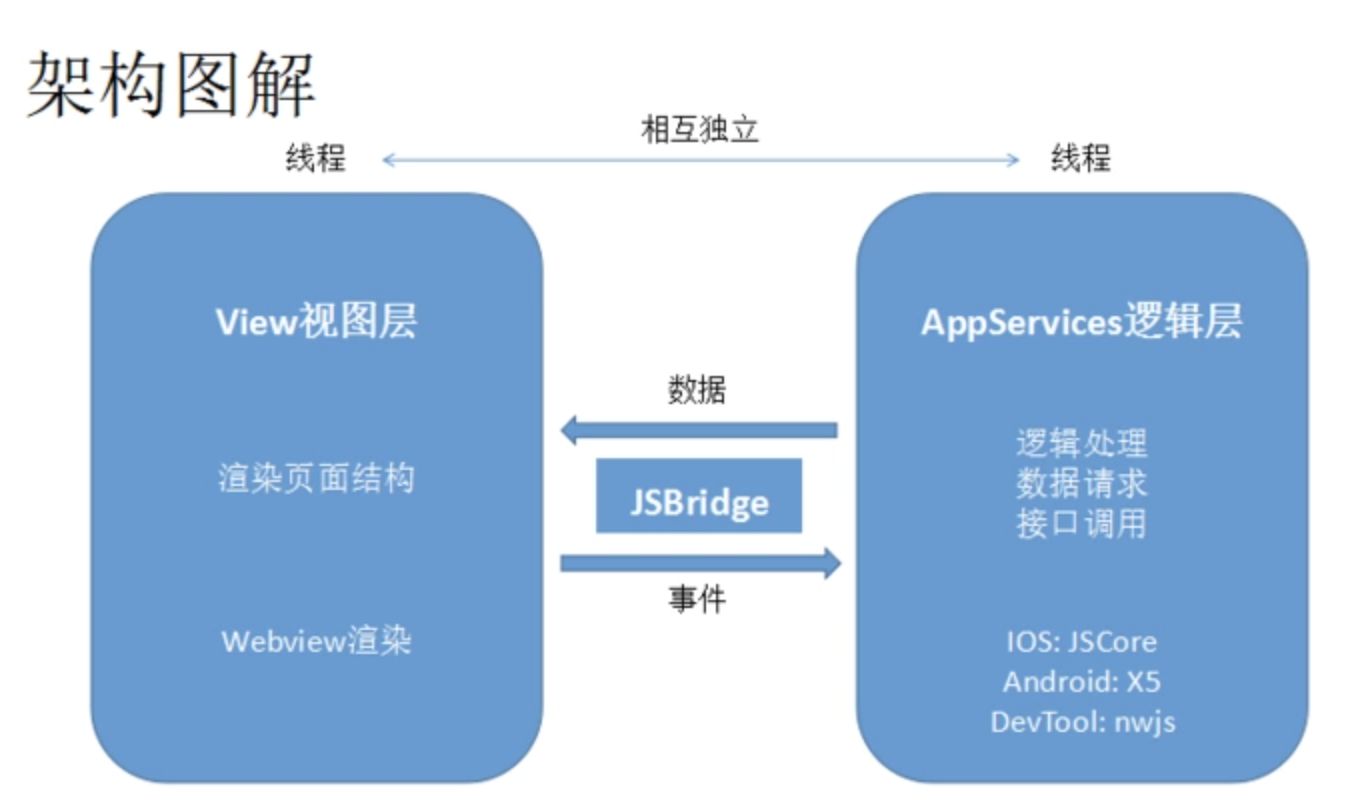 架构图解
相互独立
线程
线程
View视图层
渲染页面结构
Webview渲染
数据
JSBridge
事件
AppServices逻辑层
逻辑处理
数据请求
接口调用
IOS: JSCore
Android: X5
DevTool: nwjs